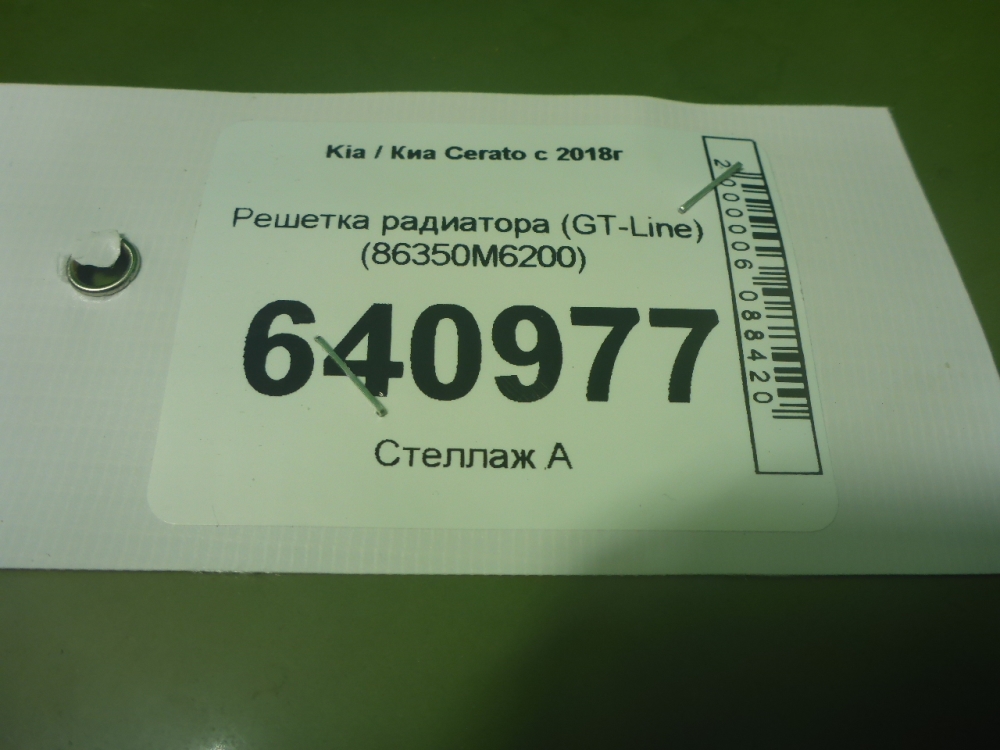 Kia / Киа Cerato с 2018г
Решетка радиатора (GT-Line)
(86350M6200)
640977
Стеллаж А
2000006088420